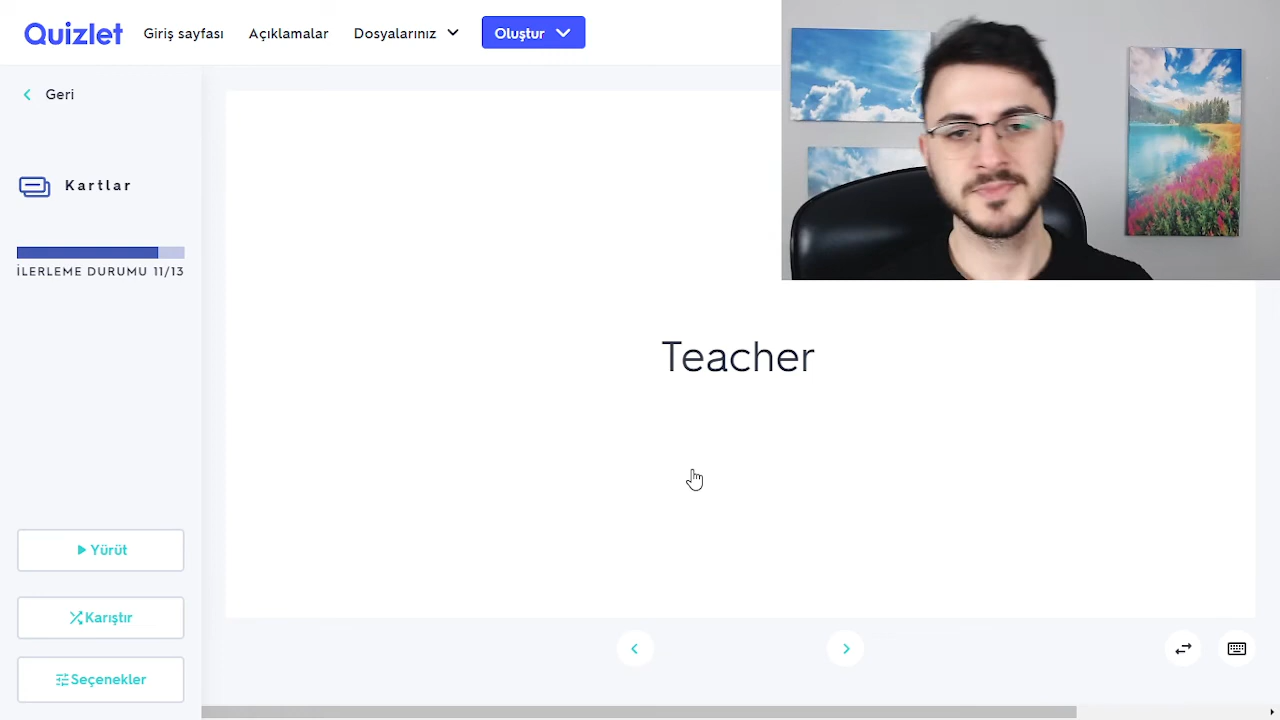 Quizlet Giriş sayfası Açıklamalar Dosyalarınız Oluştur
Geri
Kartlar
İLERLEME DURUMU 11/13
Teacher
Yürüt
Karıştır
Seçenekler